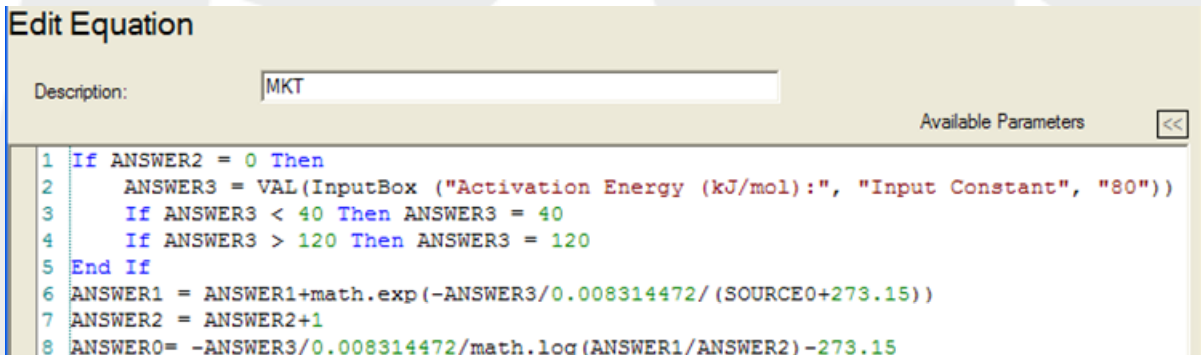 Edit Equation
Description: MKT
Available Parameters <<
1 If ANSWER2 = 0 Then
2 ANSWER3 = VAL(InputBox ("Activation Energy (kJ/mol):", "Input Constant", "80"))
3 If ANSWER3 < 40 Then ANSWER3 = 40
4 If ANSWER3 > 120 Then ANSWER3 = 120
5 End If
6 ANSWER1 = ANSWER1+math.exp(-ANSWER3/0.008314472/(SOURCE0+273.15))
7 ANSWER2 = ANSWER2+1
8 ANSWER0= -ANSWER3/0.008314472/math.log(ANSWER1/ANSWER2)-273.15